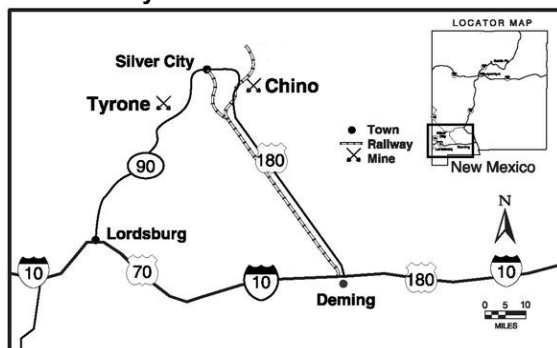 LOCATOR MAP
Silver City
Chino
Tyrone
Town
Railway
Mine
180
New Mexico
90
N
Lordsburg
10
70
10
Deming
180
10
0 5 10
MILES